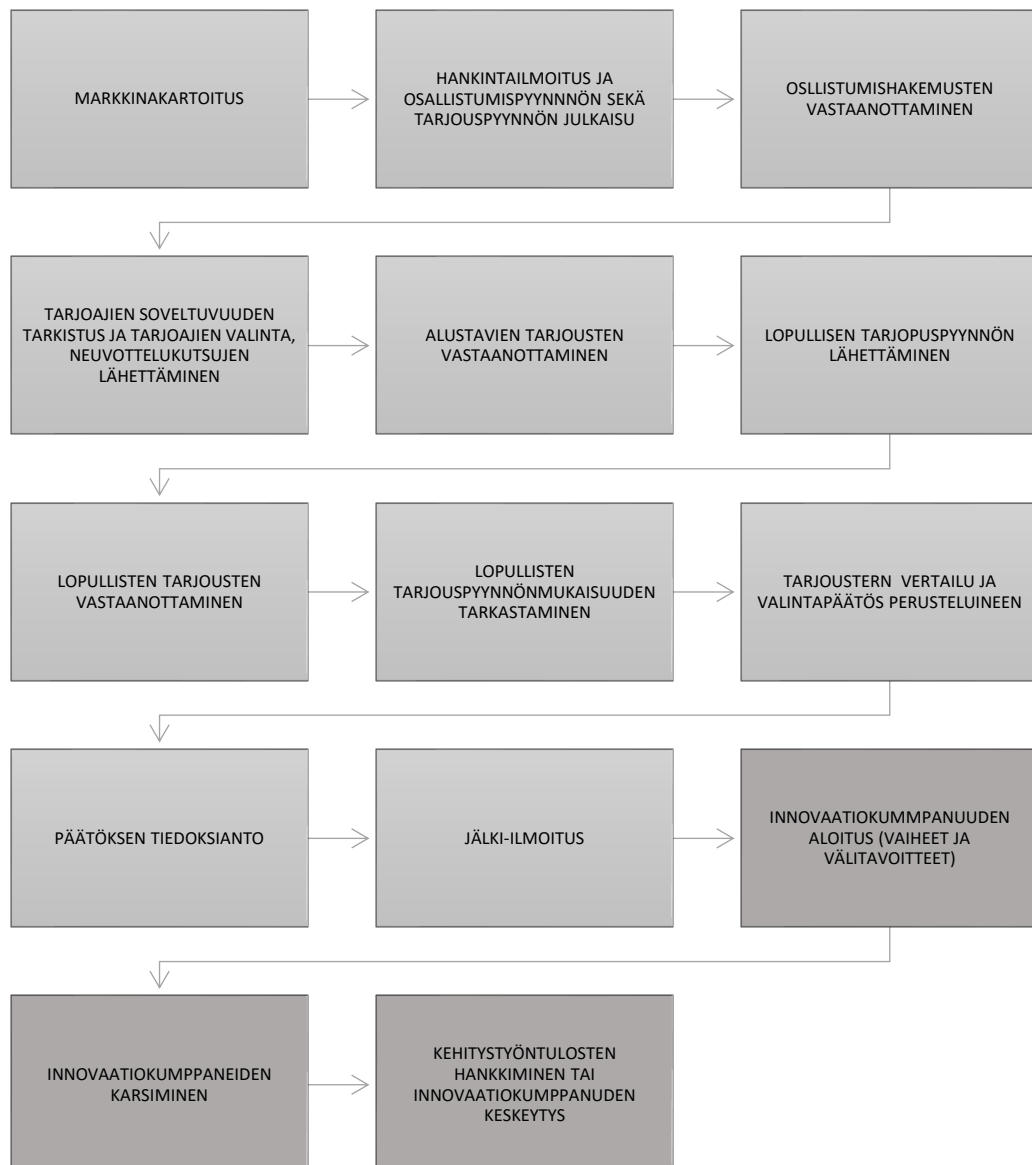 MARKKINAKARTOITUS
HANKINTAILMOITUS JA
OSALLISTUMISPYYNNNÖN SEKÄ
TARJOUSPYYNNÖN JULKAISU
OSLLISTUMISHAKEMUSTEN
VASTAANOTTAMINEN
TARJOAJIEN SOVELTUVUUDEN
TARKISTUS JA TARJOAJIEN VALINTA,
NEUVOTTELUKUTSUJEN
LÄHETTÄMINEN
ALUSTAVIEN TARJOUSTEN
VASTAANOTTAMINEN
LOPULLISEN TARJOPUSPYYNNÖN
LÄHETTÄMINEN
LOPULLISTEN TARJOUSTEN
VASTAANOTTAMINEN
LOPULLISTEN
TARJOUSPYYNNÖNMUKAISUUDEN
TARKASTAMINEN
TARJOUSTERN VERTAILU JA
VALINTAPÄÄTÖS PERUSTELUINEEN
PÄÄTÖKSEN TIEDOKSIANTO
JÄLKI-ILMOITUS
INNOVAATIOKUMMPANUUDEN
ALOITUS (VAIHEET JA
VÄLITAVOITTEET)
INNOVAATIOKUMPPANEIDEN
KARSIMINEN
KEHITYSTYÖNTULOSTEN
HANKKIMINEN TAI
INNOVAATIOKUMPPANUDEN
KESKEYTYS